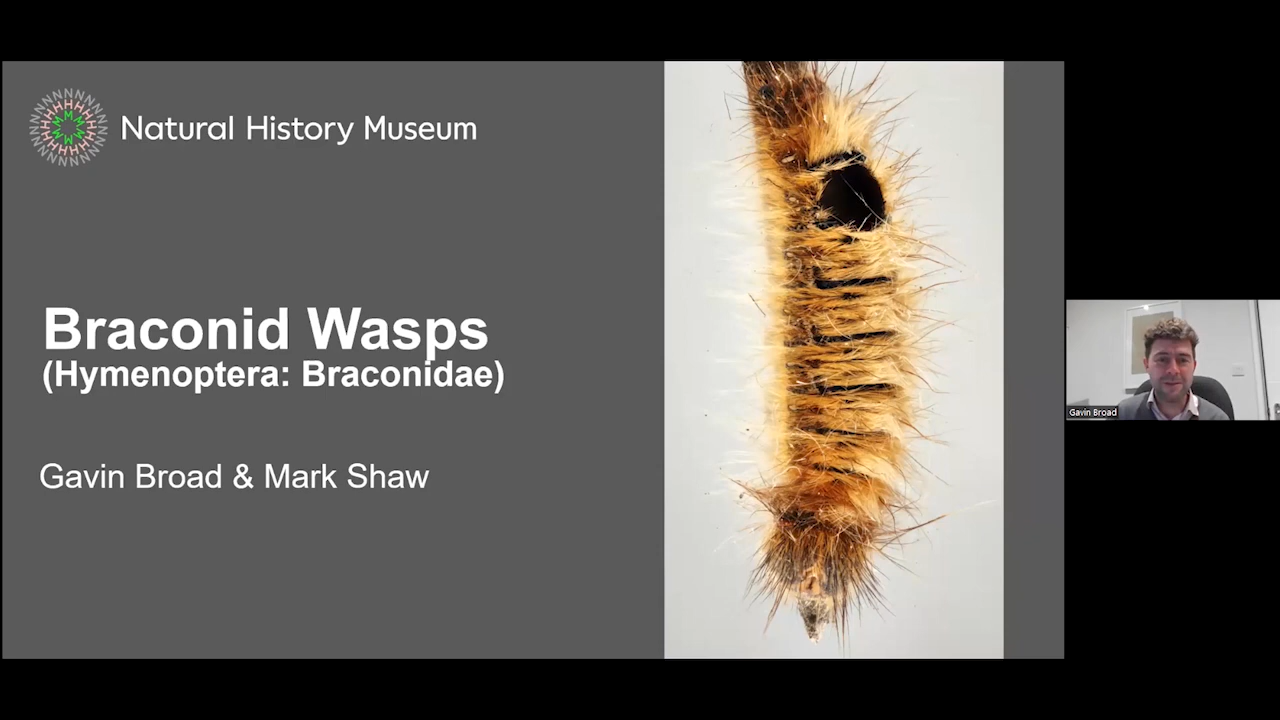 Natural History Museum
Braconid Wasps
(Hymenoptera: Braconidae)
Gavin Broad & Mark Shaw
Gavin Broad